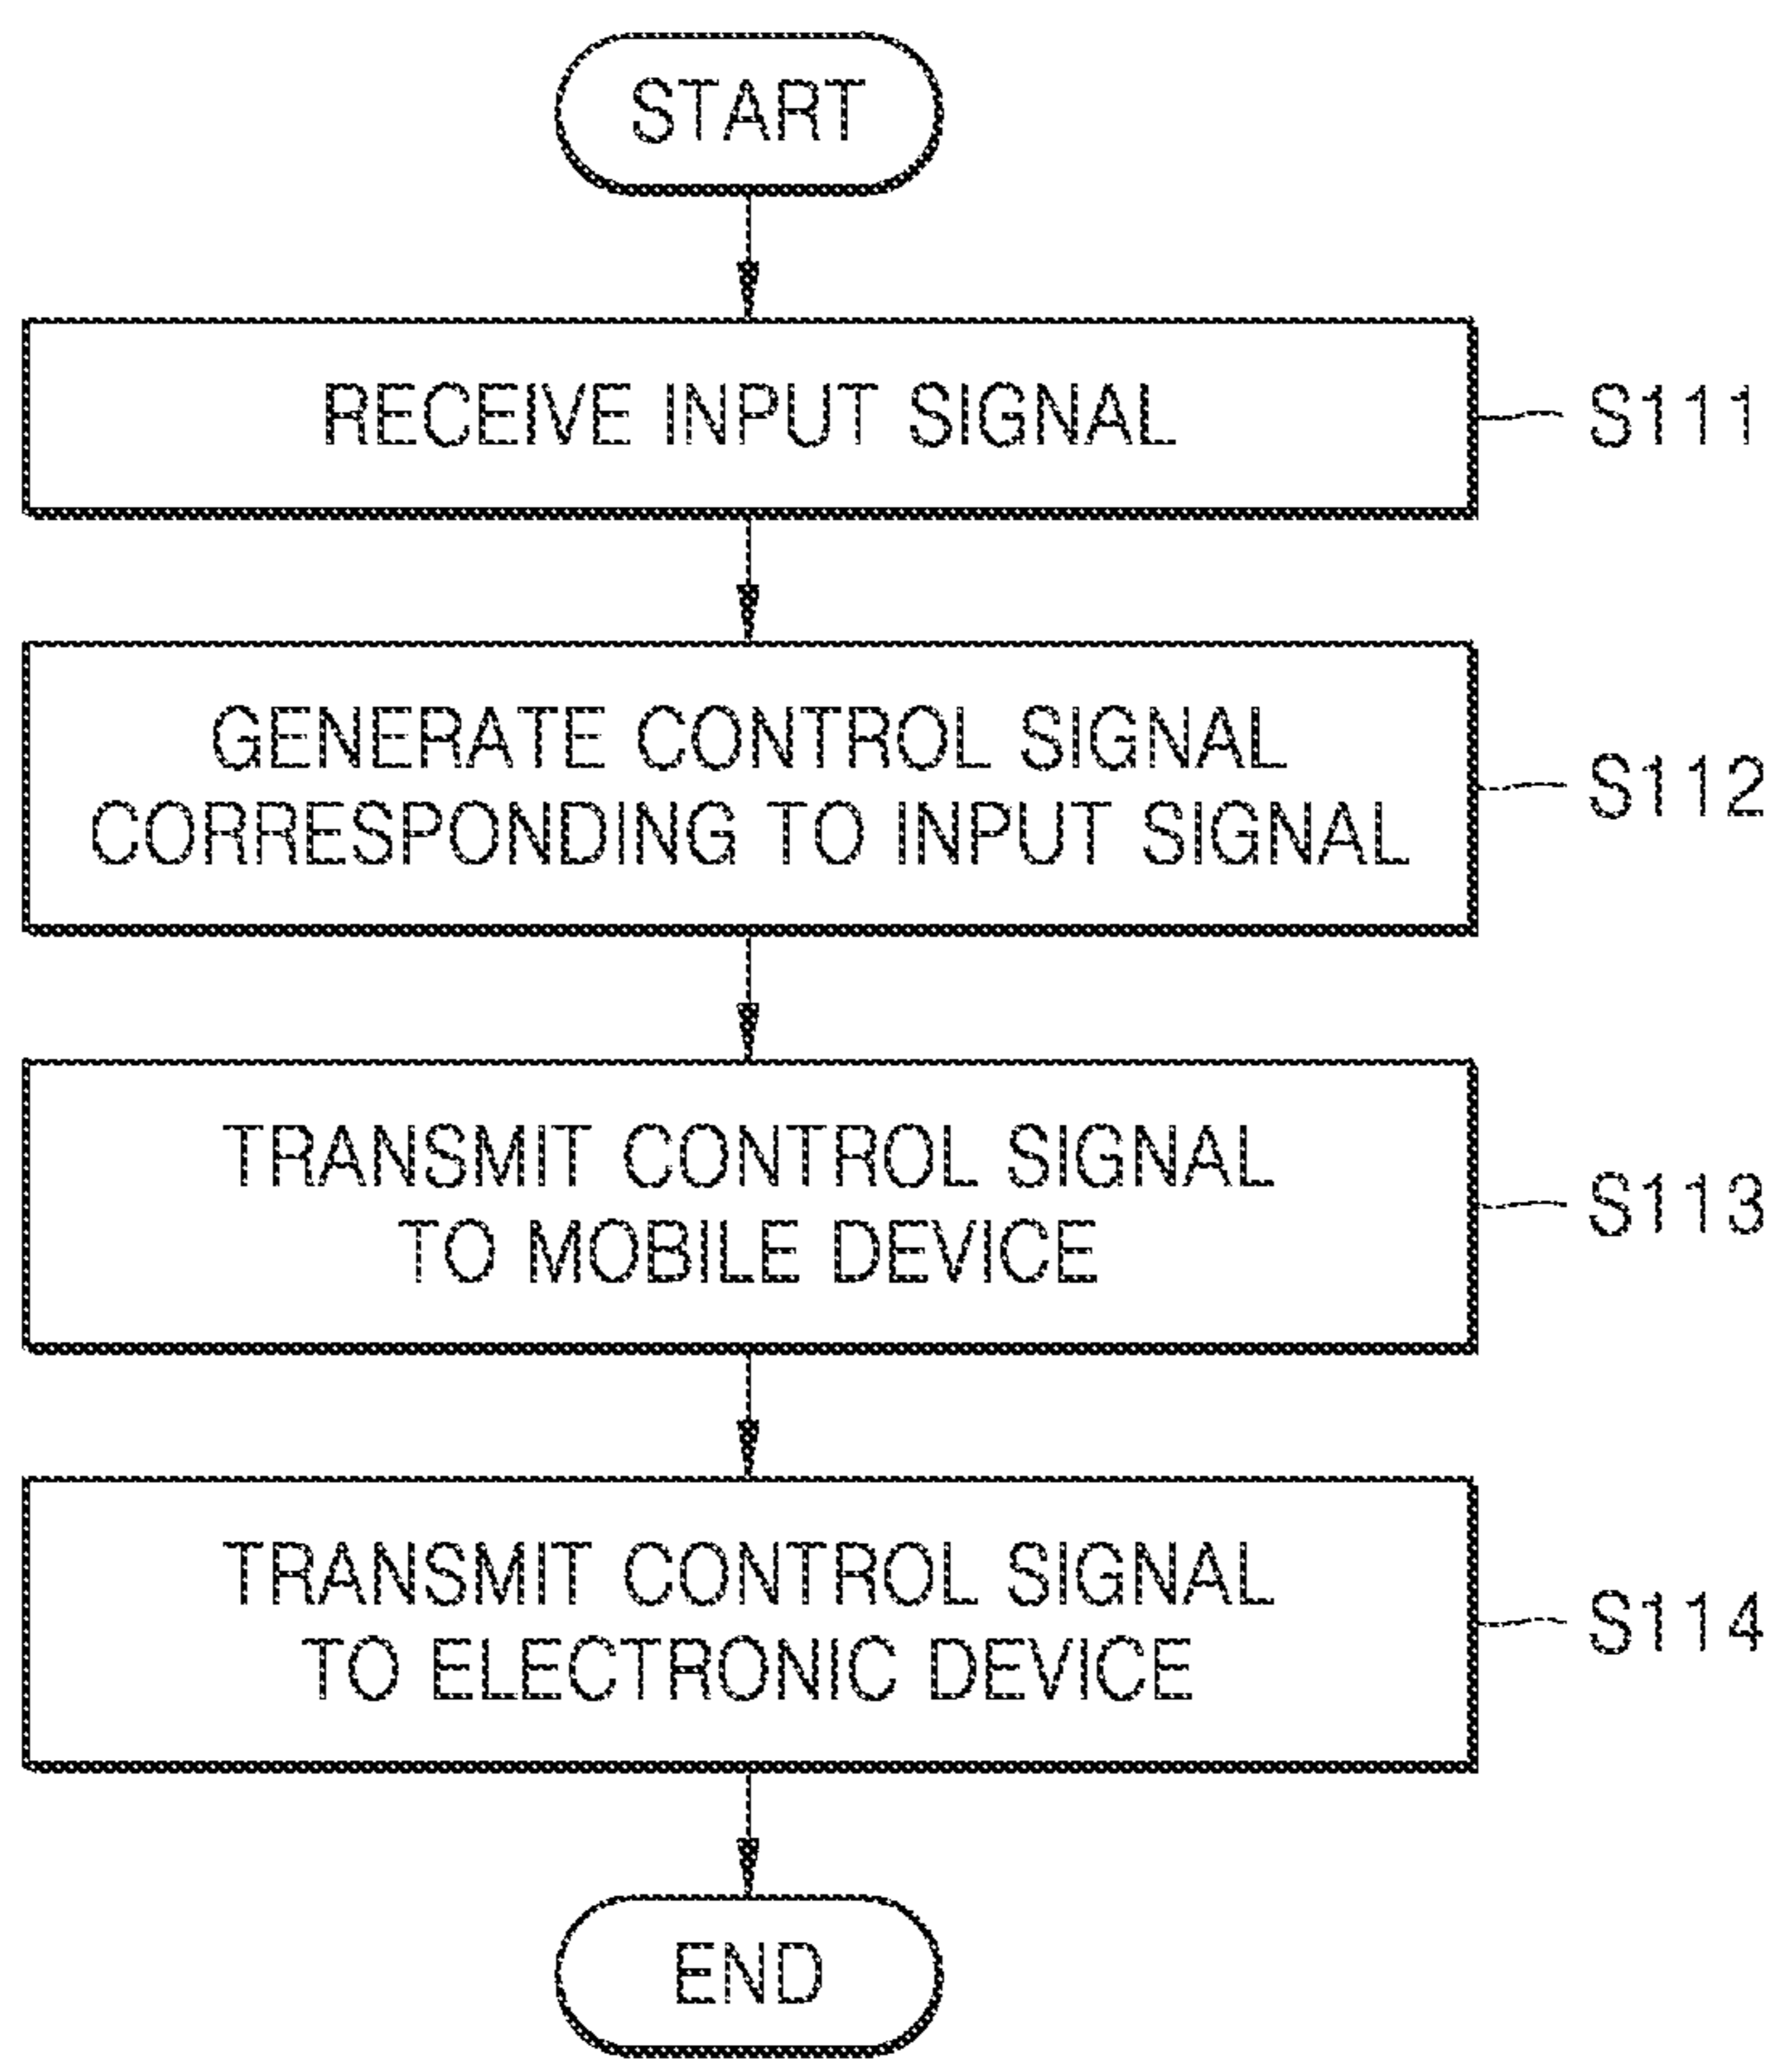 START
RECEIVE INPUT SIGNAL
S111
GENERATE CONTROL SIGNAL
CORRESPONDING TO INPUT SIGNAL
S112
TRANSMIT CONTROL SIGNAL
TO MOBILE DEVICE
S113
TRANSMIT CONTROL SIGNAL
TO ELECTRONIC DEVICE
S114
END